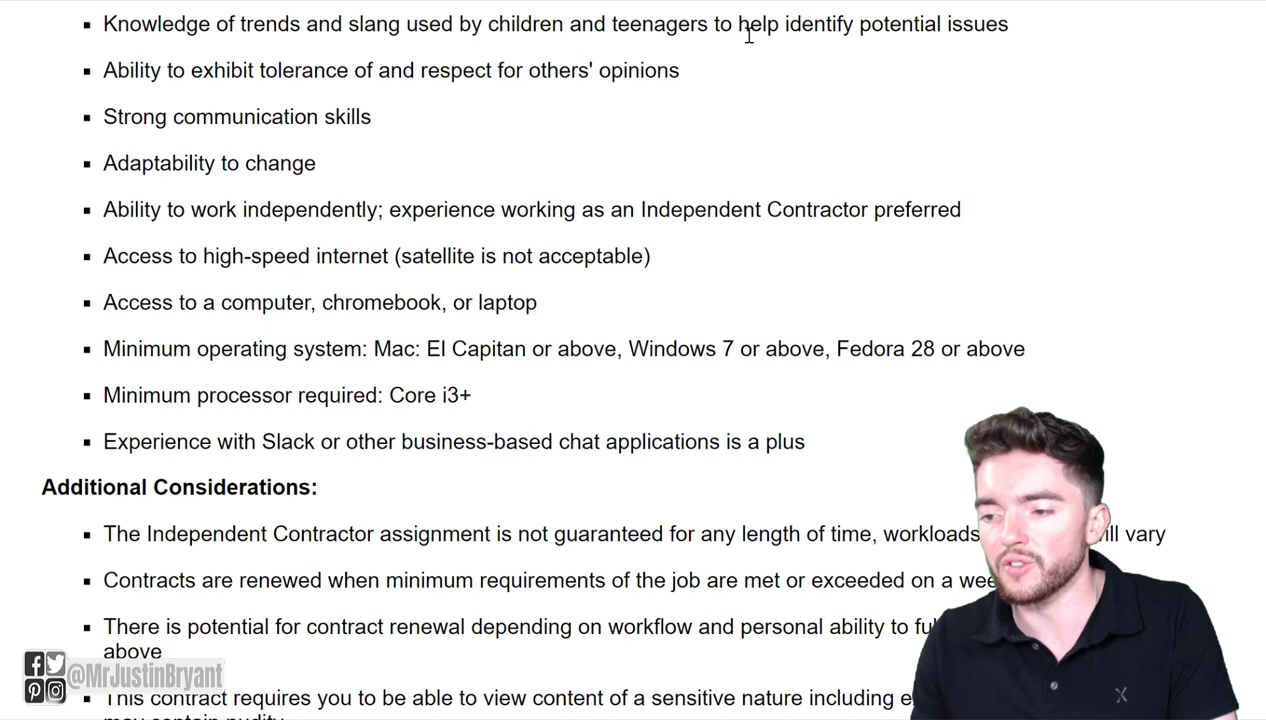 ▪ Knowledge of trends and slang used by children and teenagers to help identify potential issues
▪ Ability to exhibit tolerance of and respect for others' opinions
▪ Strong communication skills
▪ Adaptability to change
▪ Ability to work independently; experience working as an Independent Contractor preferred
▪ Access to high-speed internet (satellite is not acceptable)
▪ Access to a computer, chromebook, or laptop
▪ Minimum operating system: Mac: El Capitan or above, Windows 7 or above, Fedora 28 or above
▪ Minimum processor required: Core i3+
▪ Experience with Slack or other business-based chat applications is a plus
Additional Considerations:
▪ The Independent Contractor assignment is not guaranteed for any length of time, workloads vary
▪ Contracts are renewed when minimum requirements of the job are met or exceeded on a
▪ There is potential for contract renewal depending on workflow and personal ability to
above
▪ This contract requires you to be able to view content of a sensitive nature including
may contain nudity
@MrJustinBryant